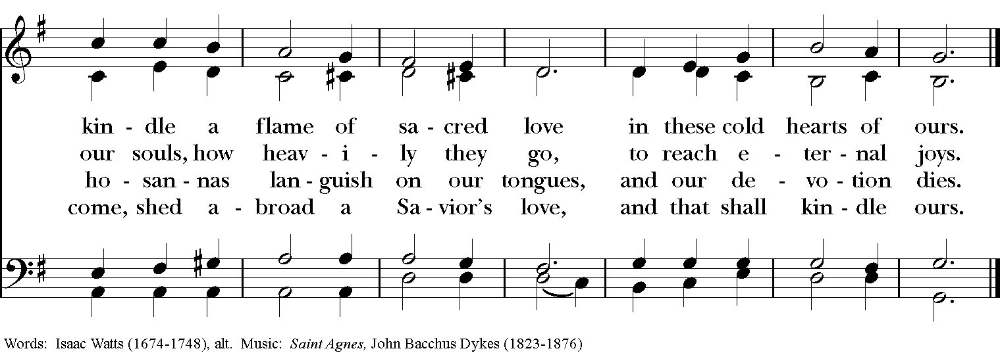 kin - dle a flame of sa - cred love in these cold hearts of ours.
our souls, how heav - i - ly they go, to reach e - ter - nal joys.
ho - san - nas lan - guish on our tongues, and our de - vo - tion dies.
come, shed a - broad a Sa - vior's love, and that shall kin - dle ours.
Words: Isaac Watts (1674-1748), alt. Music: Saint Agnes, John Bacchus Dykes (1823-1876)